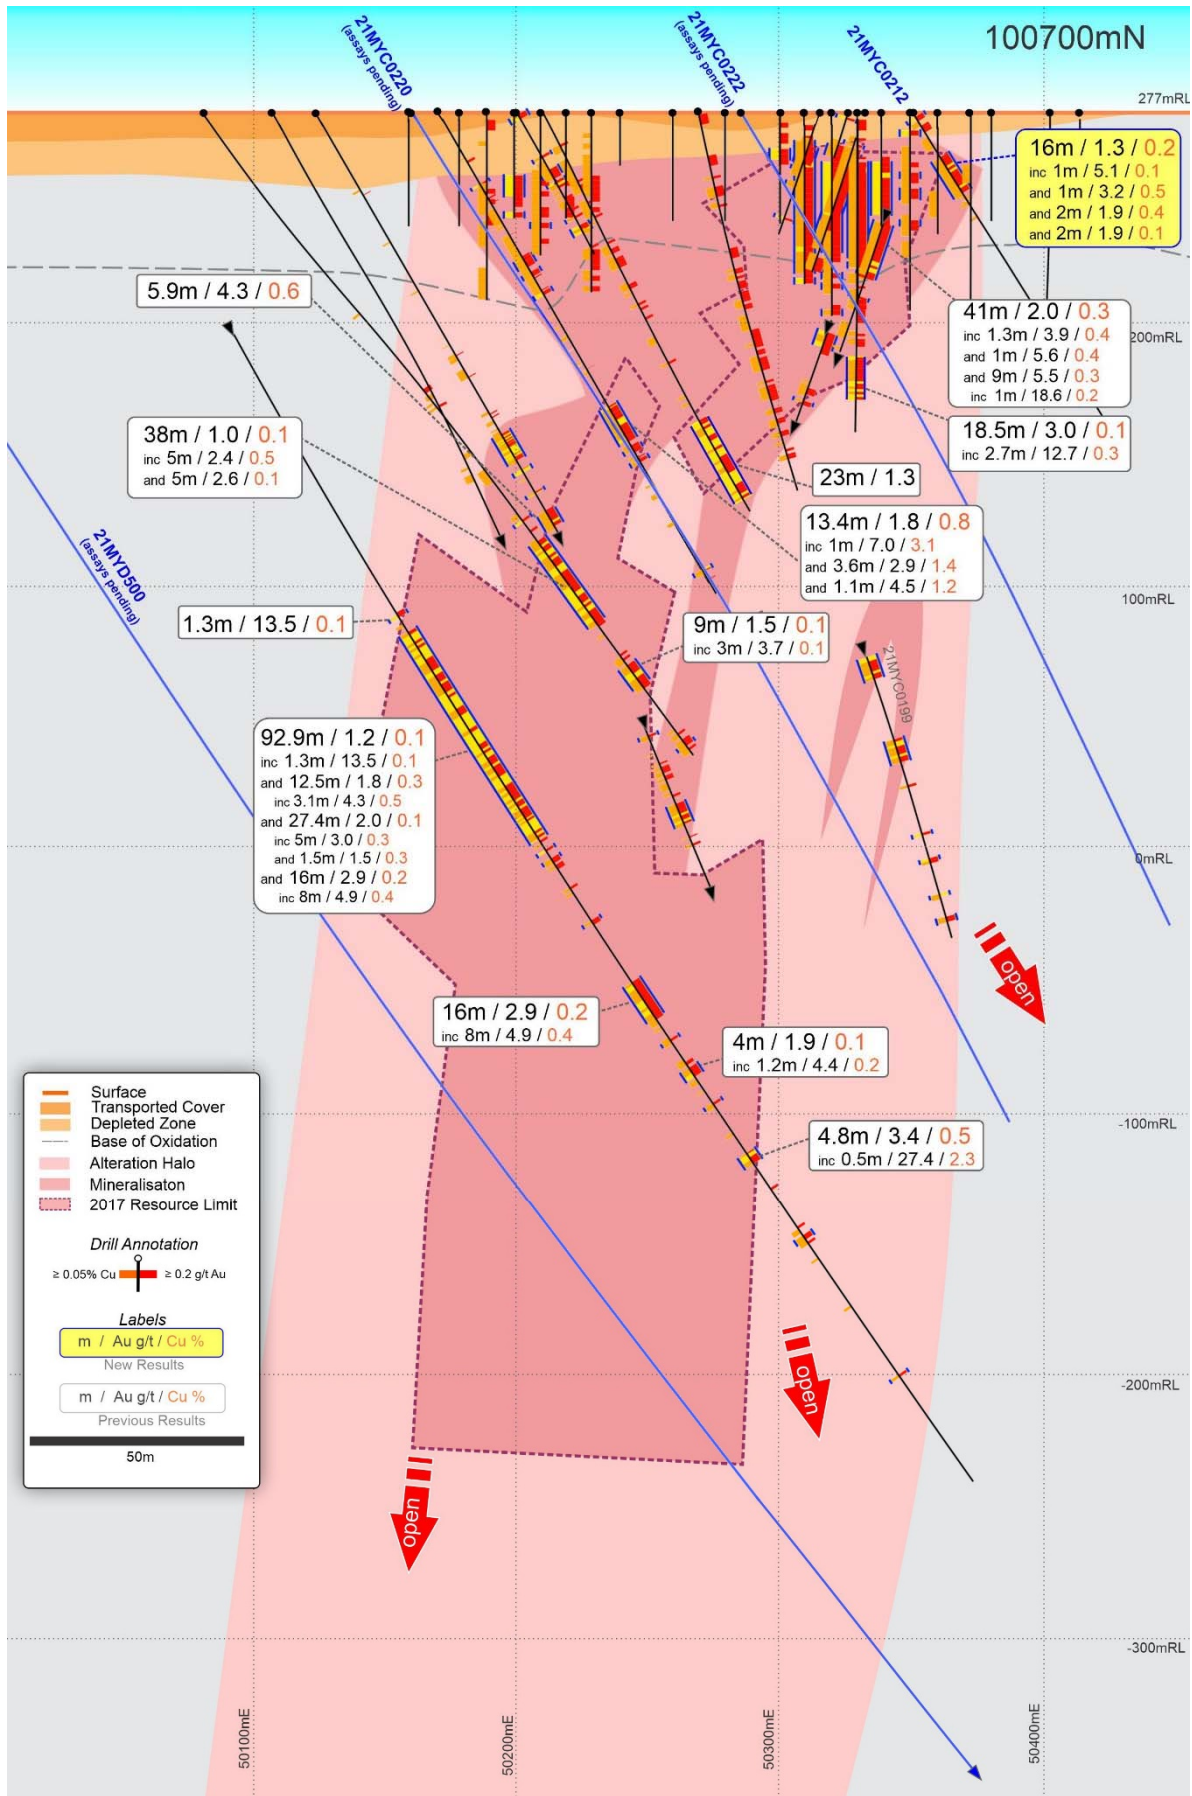 100700mN
21MYC0220
(assays pending)
21MYC0222
(assays pending)
21MYC0212
277mRL
16m / 1.3 / 0.2
inc 1m / 5.1 / 0.1
and 1m / 3.2 / 0.5
and 2m / 1.9 / 0.4
and 2m / 1.9 / 0.1
5.9m / 4.3 / 0.6
41m / 2.0 / 0.3
inc 1.3m / 3.9 / 0.4
and 1m / 5.6 / 0.4
and 9m / 5.5 / 0.3
inc 1m / 18.6 / 0.2
200mRL
38m / 1.0 / 0.1
inc 5m / 2.4 / 0.5
and 5m / 2.6 / 0.1
18.5m / 3.0 / 0.1
inc 2.7m / 12.7 / 0.3
23m / 1.3
13.4m / 1.8 / 0.8
inc 1m / 7.0 / 3.1
and 3.6m / 2.9 / 1.4
and 1.1m / 4.5 / 1.2
21MYD500
(assays pending)
100mRL
1.3m / 13.5 / 0.1
9m / 1.5 / 0.1
inc 3m / 3.7 / 0.1
21MYC0199
92.9m / 1.2 / 0.1
inc 1.3m / 13.5 / 0.1
and 12.5m / 1.8 / 0.3
inc 3.1m / 4.3 / 0.5
and 27.4m / 2.0 / 0.1
inc 5m / 3.0 / 0.3
and 1.5m / 1.5 / 0.3
and 16m / 2.9 / 0.2
inc 8m / 4.9 / 0.4
0mRL
open
16m / 2.9 / 0.2
inc 8m / 4.9 / 0.4
4m / 1.9 / 0.1
inc 1.2m / 4.4 / 0.2
-100mRL
4.8m / 3.4 / 0.5
inc 0.5m / 27.4 / 2.3
Surface
Transported Cover
Depleted Zone
Base of Oxidation
Alteration Halo
Mineralisaton
2017 Resource Limit
Drill Annotation
≥ 0.05% Cu
≥ 0.2 g/t Au
Labels
m / Au g/t / Cu %
New Results
m / Au g/t / Cu %
Previous Results
50m
open
-200mRL
open
-300mRL
50100mE
50200mE
50300mE
50400mE